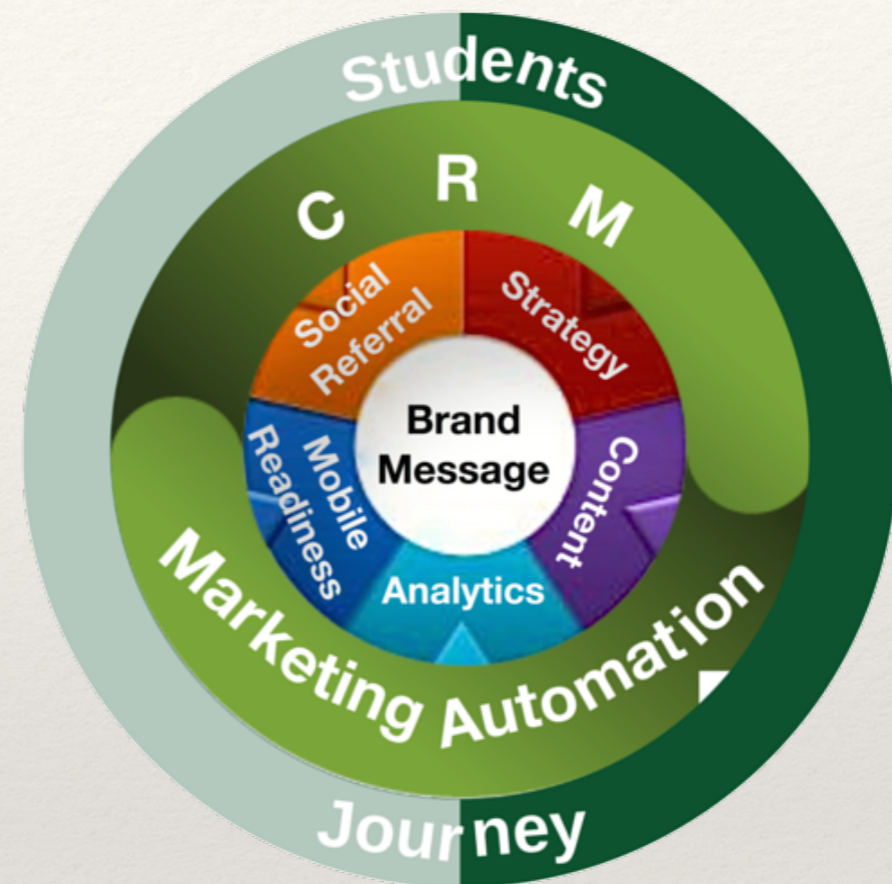 Students
C R M
Social
Referral
Strategy
Brand
Message
Mobile
Readiness
Content
Analytics
Marketing Automation
Journey